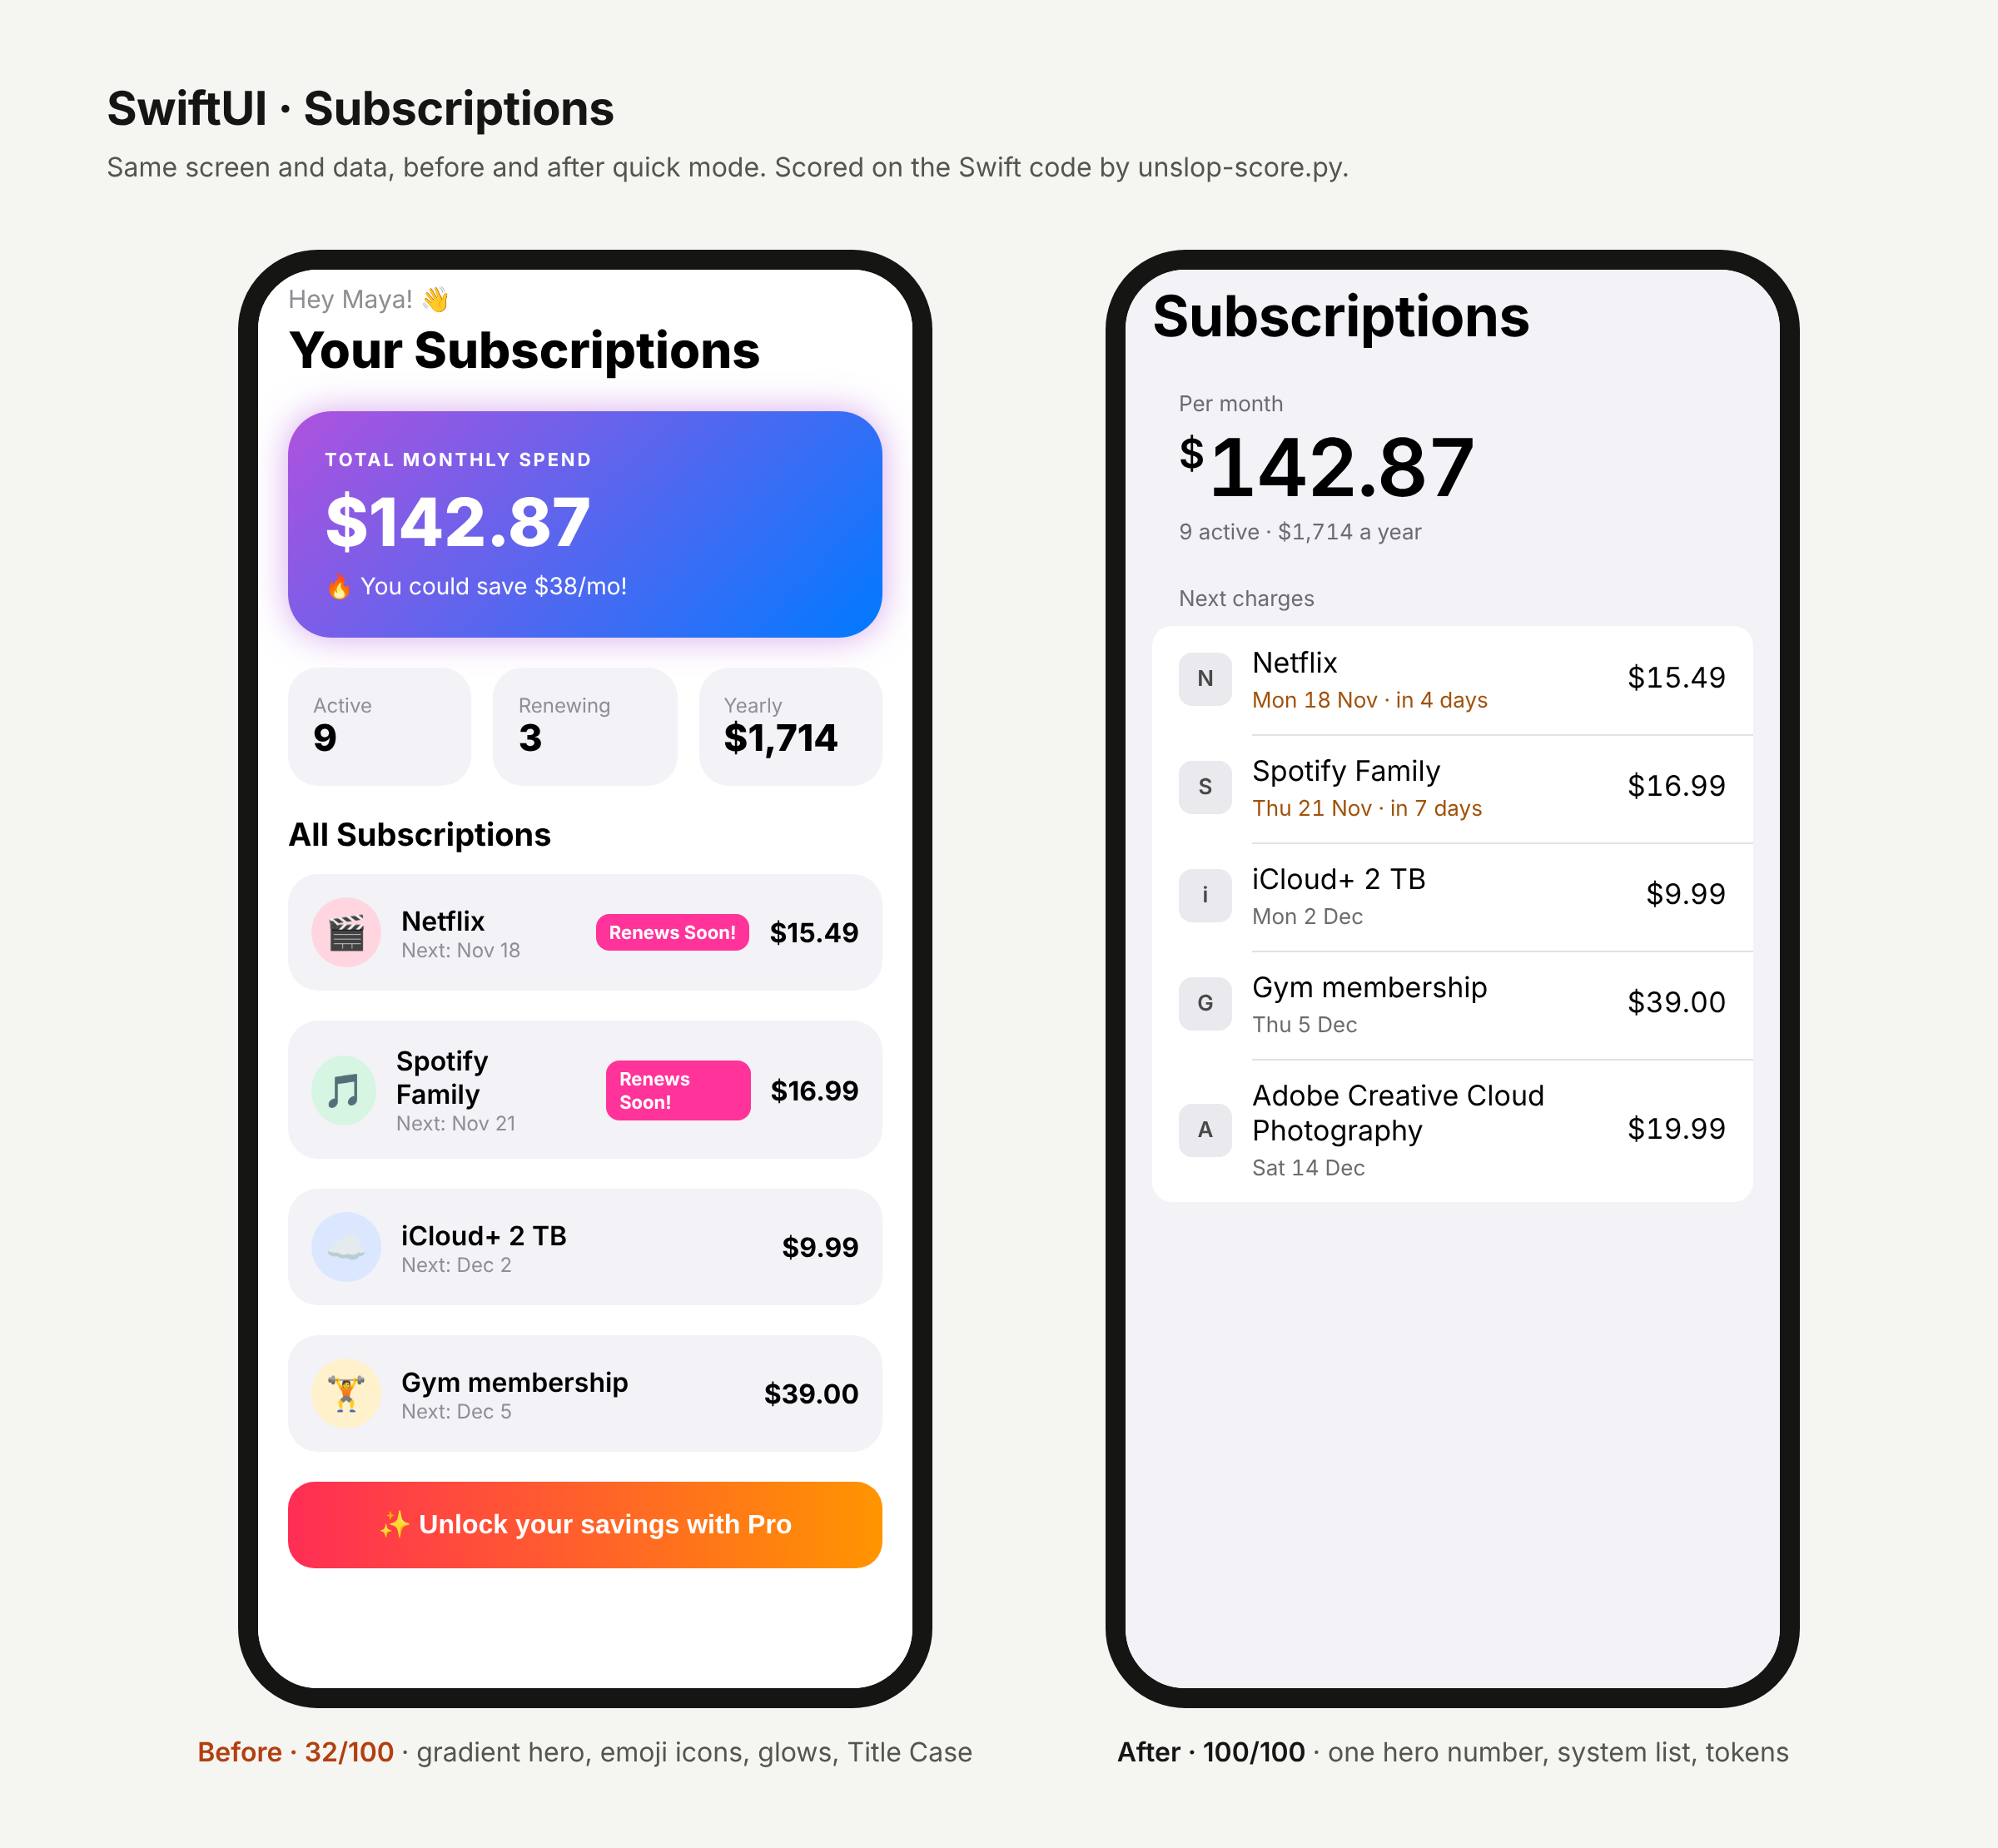 SwiftUI · Subscriptions
Same screen and data, before and after quick mode. Scored on the Swift code by unslop-score.py.
Hey Maya! 👋
Your Subscriptions
TOTAL MONTHLY SPEND
$142.87
🔥 You could save $38/mo!
Active
9
Renewing
3
Yearly
$1,714
All Subscriptions
Netflix
Next: Nov 18
Renews Soon!
$15.49
Spotify
Family
Next: Nov 21
Renews
Soon!
$16.99
iCloud+ 2 TB
Next: Dec 2
$9.99
Gym membership
Next: Dec 5
$39.00
✨ Unlock your savings with Pro
Before · 32/100 · gradient hero, emoji icons, glows, Title Case
Subscriptions
Per month
$142.87
9 active · $1,714 a year
Next charges
N
Netflix
Mon 18 Nov · in 4 days
$15.49
S
Spotify Family
Thu 21 Nov · in 7 days
$16.99
i
iCloud+ 2 TB
Mon 2 Dec
$9.99
G
Gym membership
Thu 5 Dec
$39.00
A
Adobe Creative Cloud
Photography
Sat 14 Dec
$19.99
After · 100/100 · one hero number, system list, tokens